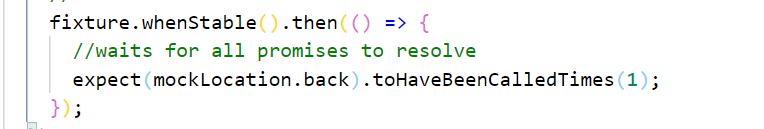 fixture.whenStable().then(() => {
//waits for all promises to resolve
expect(mockLocation.back).toHaveBeenCalledTimes(1);
});